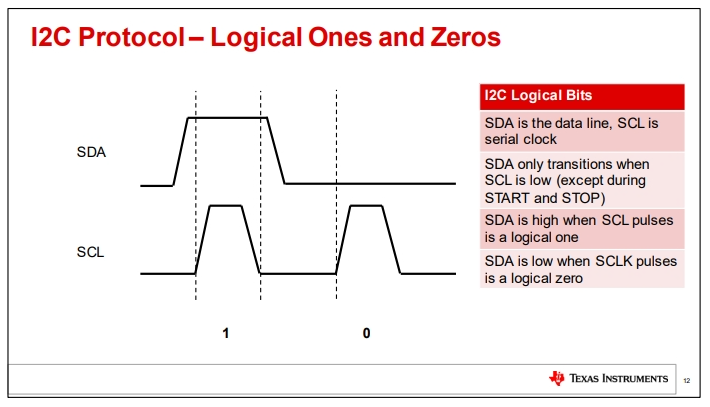 I2C Protocol – Logical Ones and Zeros
SDA
SCL
1
0
I2C Logical Bits
SDA is the data line, SCL is
serial clock
SDA only transitions when
SCL is low (except during
START and STOP)
SDA is high when SCL pulses
is a logical one
SDA is low when SCLK pulses
is a logical zero
TEXAS INSTRUMENTS
12